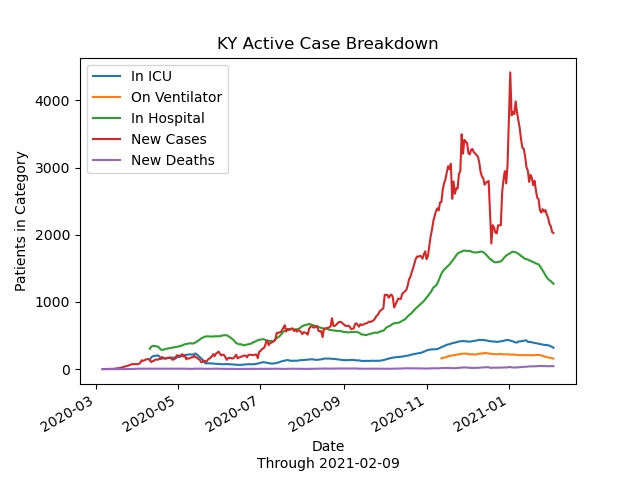 KY Active Case Breakdown
In ICU
On Ventilator
In Hospital
New Cases
New Deaths
Patients in Category
4000
3000
2000
1000
0
2020-03
2020-05
2020-07
2020-09
2020-11
2021-01
Date
Through 2021-02-09